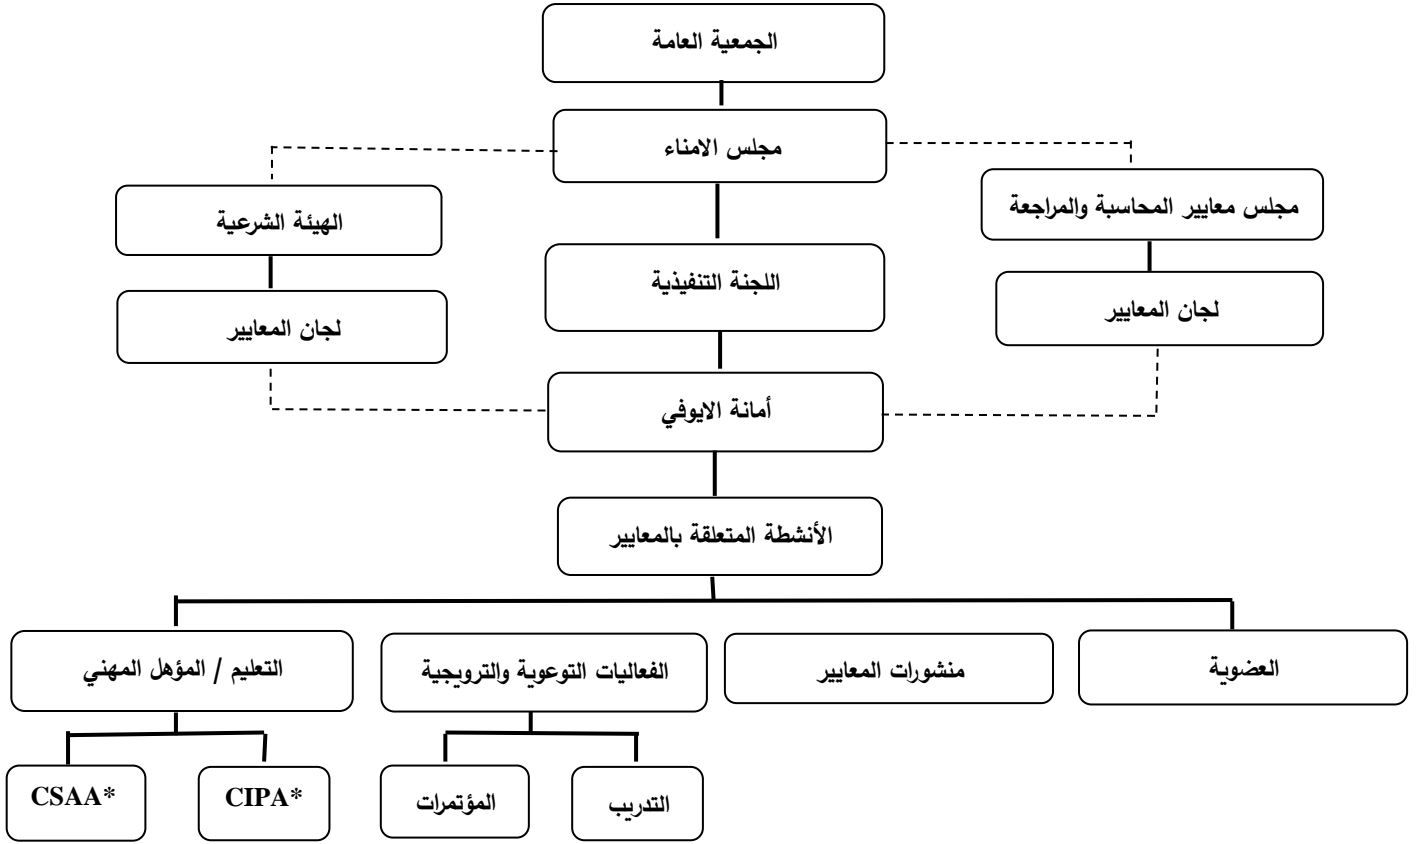 الجمعية العامة
مجلس الامناء
مجلس معايير المحاسبة والمراجعة
الهيئة الشرعية
اللجنة التنفيذية
لجان المعايير
لجان المعايير
أمانة الايوفي
الأنشطة المتعلقة بالمعايير
العضوية
منشورات المعايير
الفعاليات التوعوية والترويجية
التعليم / المؤهل المهني
التدريب
المؤتمرات
CIPA*
CSAA*